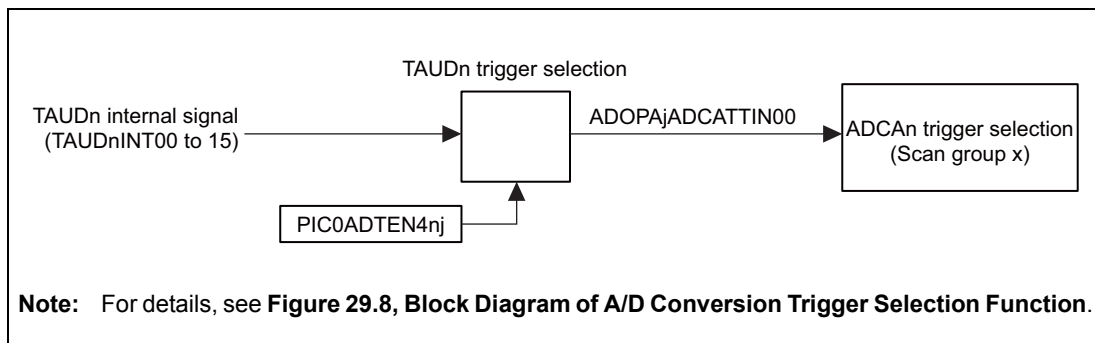 TAUDn trigger selection
TAUDn internal signal
(TAUDnINT00 to 15)
ADOPAjADCATTIN00
ADCAn trigger selection
(Scan group x)
PIC0ADTEN4nj
Note: For details, see Figure 29.8, Block Diagram of A/D Conversion Trigger Selection Function.